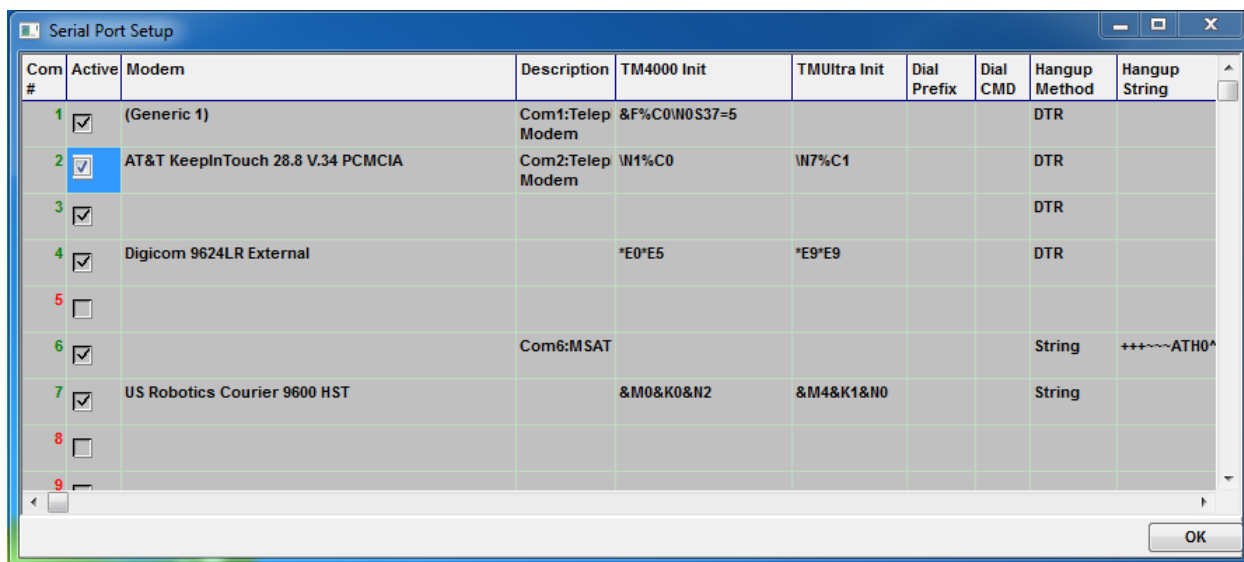 Serial Port Setup
Com # Active Modem Description TM4000 Init TMUltra Init Dial Prefix Dial CMD Hangup Method Hangup String
1 (Generic 1) Com1:Telep Modem &F%C0\N0S37=5 DTR
2 AT&T KeepInTouch 28.8 V.34 PCMCIA Com2:Telep Modem \N1%C0 \N7%C1 DTR
3 DTR
4 Digicom 9624LR External *E0*E5 *E9*E9 DTR
5
6 Com6:MSAT String +++~~~ATH0^
7 US Robotics Courier 9600 HST &M0&K0&N2 &M4&K1&N0 String
8
9
OK